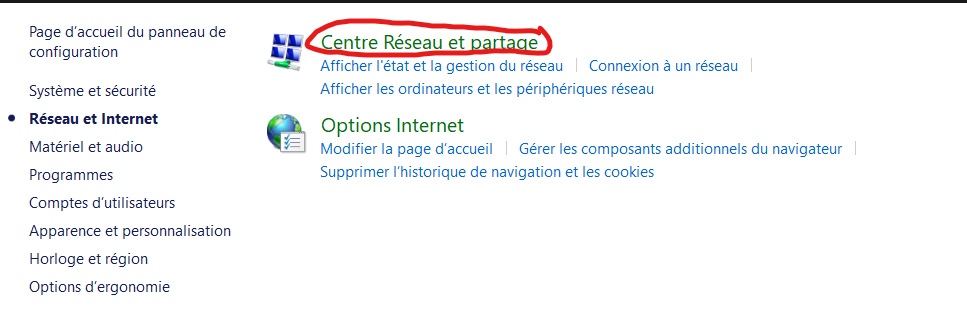 Page d'accueil du panneau de
configuration
Système et sécurité
Réseau et Internet
Matériel et audio
Programmes
Comptes d'utilisateurs
Apparence et personnalisation
Horloge et région
Options d'ergonomie
Centre Réseau et partage
Afficher l'état et la gestion du réseau
Connexion à un réseau
Afficher les ordinateurs et les périphériques réseau
Options Internet
Modifier la page d'accueil
Gérer les composants additionnels du navigateur
Supprimer l'historique de navigation et les cookies